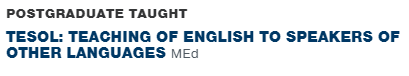 POSTGRADUATE TAUGHT
TESOL: TEACHING OF ENGLISH TO SPEAKERS OF
OTHER LANGUAGES MEd